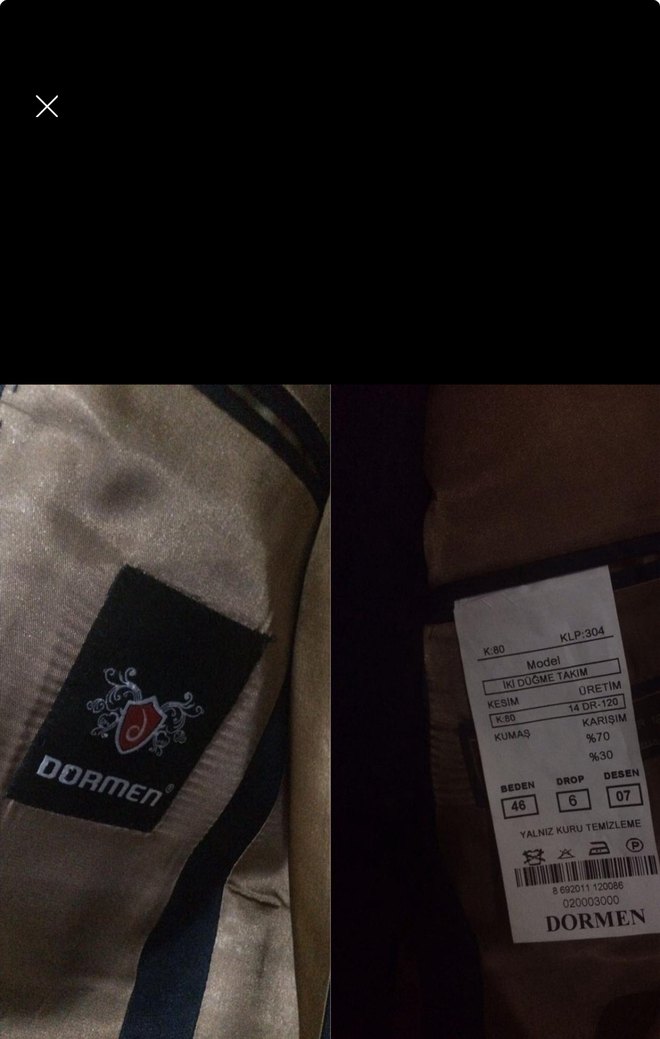 DORMEN®
K:80 KLP:304
Model
İKİ DÜĞME TAKIM
KESİM ÜRETİM
K:80 14 DR-120
KUMAŞ KARIŞIM
%70
%30
BEDEN DROP DESEN
46 6 07
YALNIZ KURU TEMİZLEME
P
8 692011 120086
020003000
DORMEN